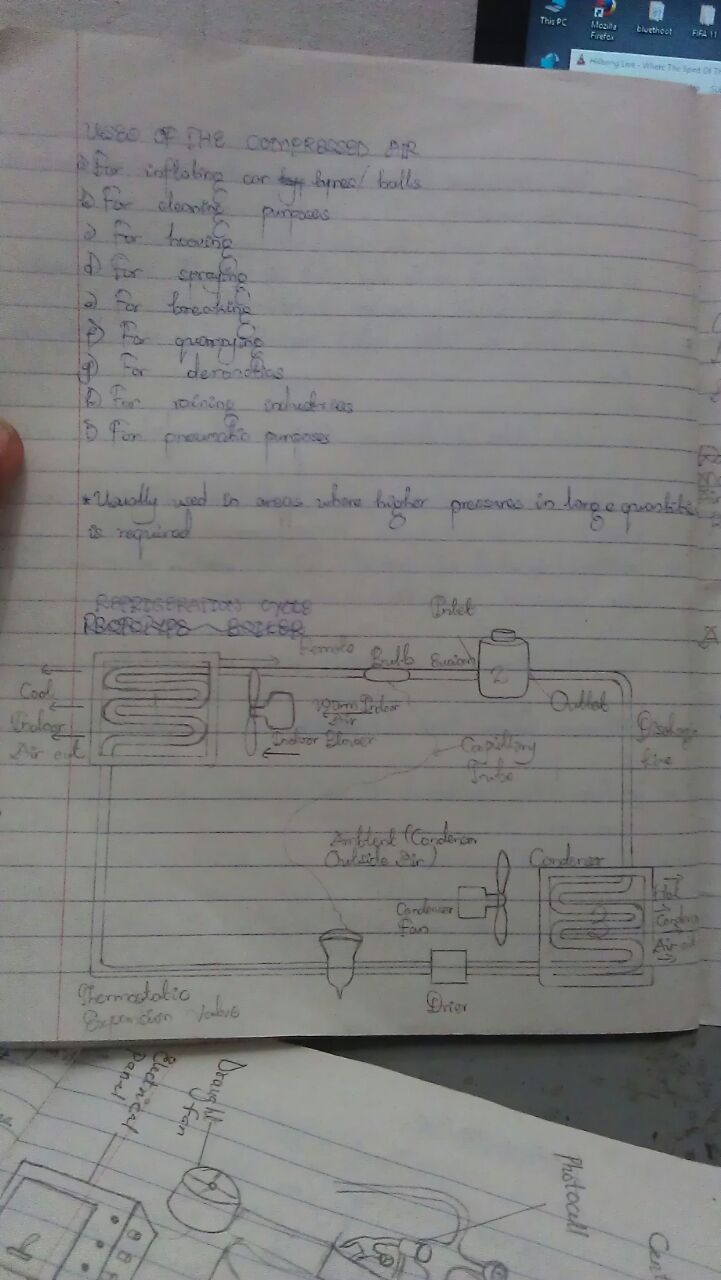 This PC
Mozilla
Firefox
bluethoot
FIFA 11
USES OF THE COMPRESSED AIR
a) For inflating car tyres/ balls
b) For cleaning purposes
c) For
d) For spraying
e) For breaking
f) For quarrying
g) For
h) For mining industries
i) For pneumatic purposes
* Usually used in areas where higher pressures in large quantities
is required
REFRIGERATION CYCLE
Inlet
Bulb
Suction
2
Outlet
Cool
Indoor
Air out
1
Warm Indoor
Air
Indoor Blower
Capillary
Tube
Discharge
line
Ambient (Condenser
Outside Air)
Condenser
Condenser
Fan
3
Hot
Air out
Thermostatic
Expansion Valve
Drier
Electrical
Panel
Draught
fan
Photocell